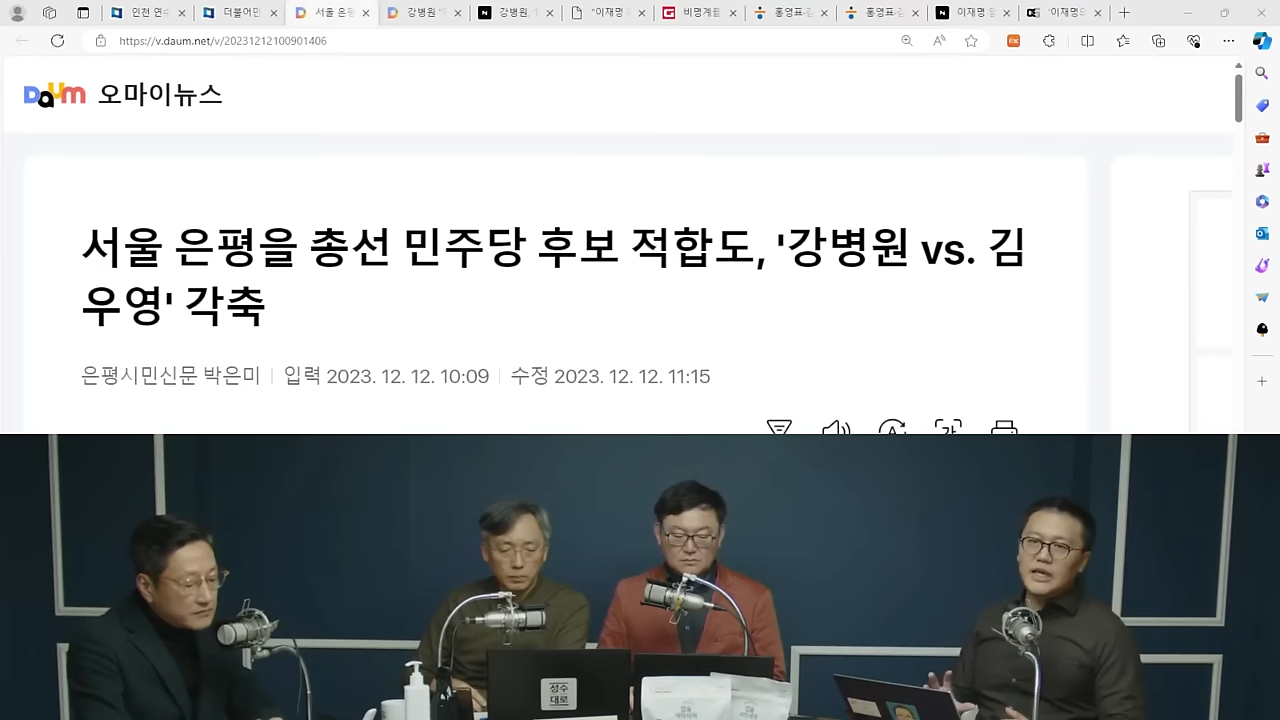 인천 연수
더불어민
서울 은평
강병원 "
강병원,
"이재명
비명계를
홍영표·
홍영표·
이재명
'이재명의
https://v.daum.net/v/20231212100901406
Daum 오마이뉴스
서울 은평을 총선 민주당 후보 적합도, '강병원 vs. 김
우영' 각축
은평시민신문 박은미 | 입력 2023. 12. 12. 10:09 | 수정 2023. 12. 12. 11:15
성수
대로